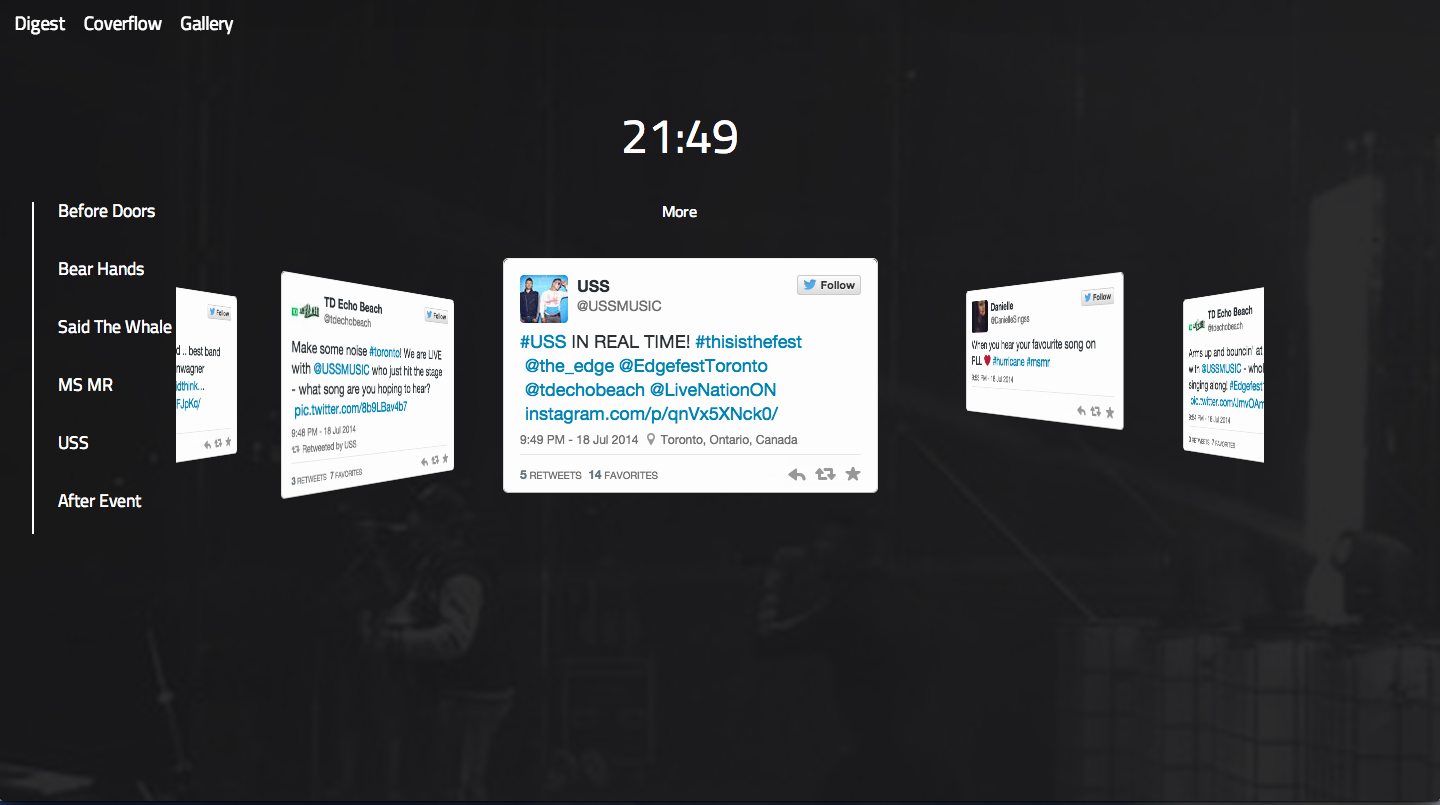 Digest Coverflow Gallery
21:49
More
Before Doors
Bear Hands
Said The Whale
MS MR
USS
After Event
Follow
d .. best band
nwagner
dthink...
FJpKq/
TD Echo Beach
@tdechobeach
Follow
Make some noise #toronto! We are LIVE
with @USSMUSIC who just hit the stage
- what song are you hoping to hear?
pic.twitter.com/8b9LBav4b7
9:48 PM - 18 Jul 2014
Retweeted by USS
3 RETWEETS 7 FAVORITES
USS
@USSMUSIC
Follow
#USS IN REAL TIME! #thisisthefest
@the_edge @EdgefestToronto
@tdechobeach @LiveNationON
instagram.com/p/qnVx5XNck0/
9:49 PM - 18 Jul 2014 Toronto, Ontario, Canada
5 RETWEETS 14 FAVORITES
Danielle
@DanielleSingss
Follow
When you hear your favourite song on
PLL ❤ #hurricane #msmr
9:53 PM - 18 Jul 2014
TD Echo Beach
@tdechobeach
Arms up and bouncin' at
with @USSMUSIC - whol
singing along! #Edgefest
pic.twitter.com/JmvOAm
9:54 PM - 18 Jul 2014
3 RETWEETS 7 FAVORITES